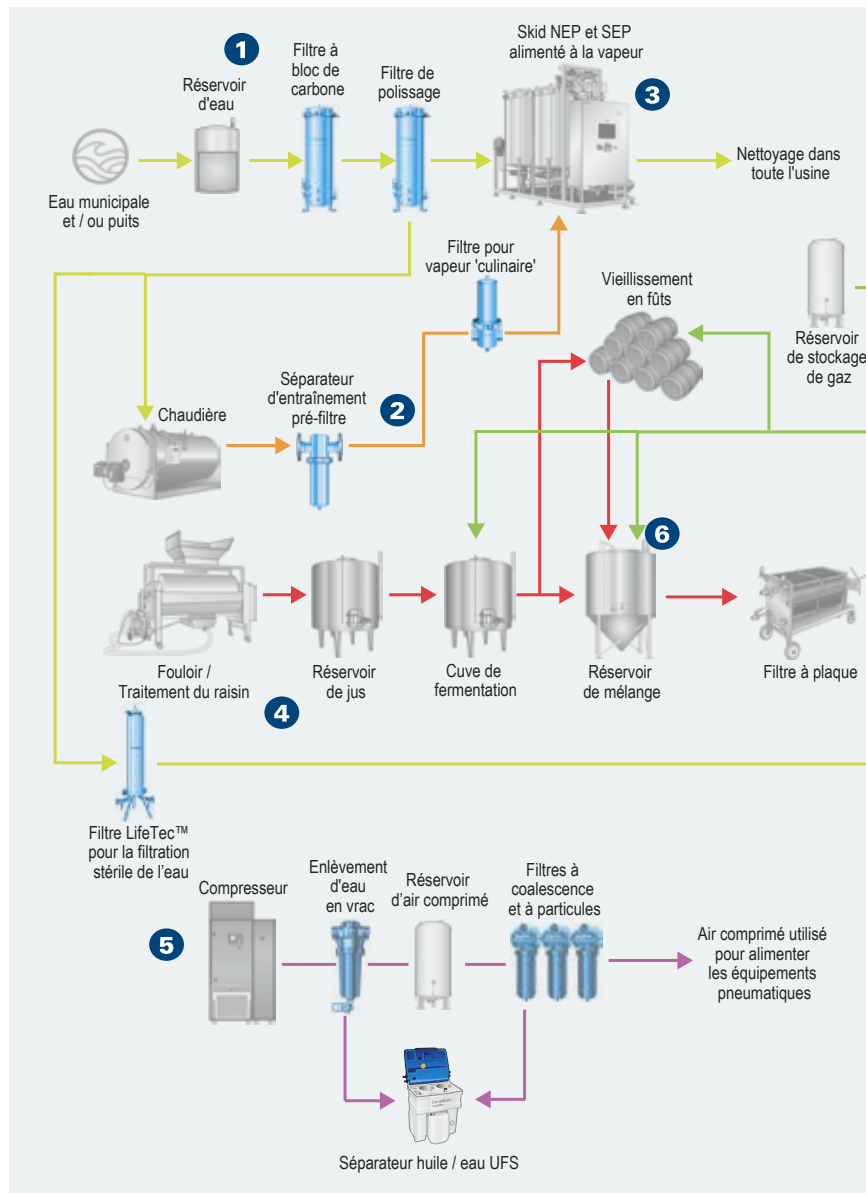 1
Réservoir
d'eau
Filtre à
bloc de
carbone
Filtre de
polissage
Skid NEP et SEP
alimenté à la vapeur
3
Eau municipale
et / ou puits
Nettoyage dans
toute l'usine
Filtre pour
vapeur 'culinaire'
Vieillissement
en fûts
Réservoir
de stockage
de gaz
Chaudière
Séparateur
d'entraînement
pré-filtre
2
6
Fouloir /
Traitement du raisin
4
Réservoir
de jus
Cuve de
fermentation
Réservoir
de mélange
Filtre à plaque
Filtre LifeTec™
pour la filtration
stérile de l’eau
5
Compresseur
Enlèvement
d'eau
en vrac
Réservoir
d’air comprimé
Filtres à
coalescence
et à particules
Air comprimé utilisé
pour alimenter
les équipements
pneumatiques
Donaldson
Séparateur huile / eau UFS